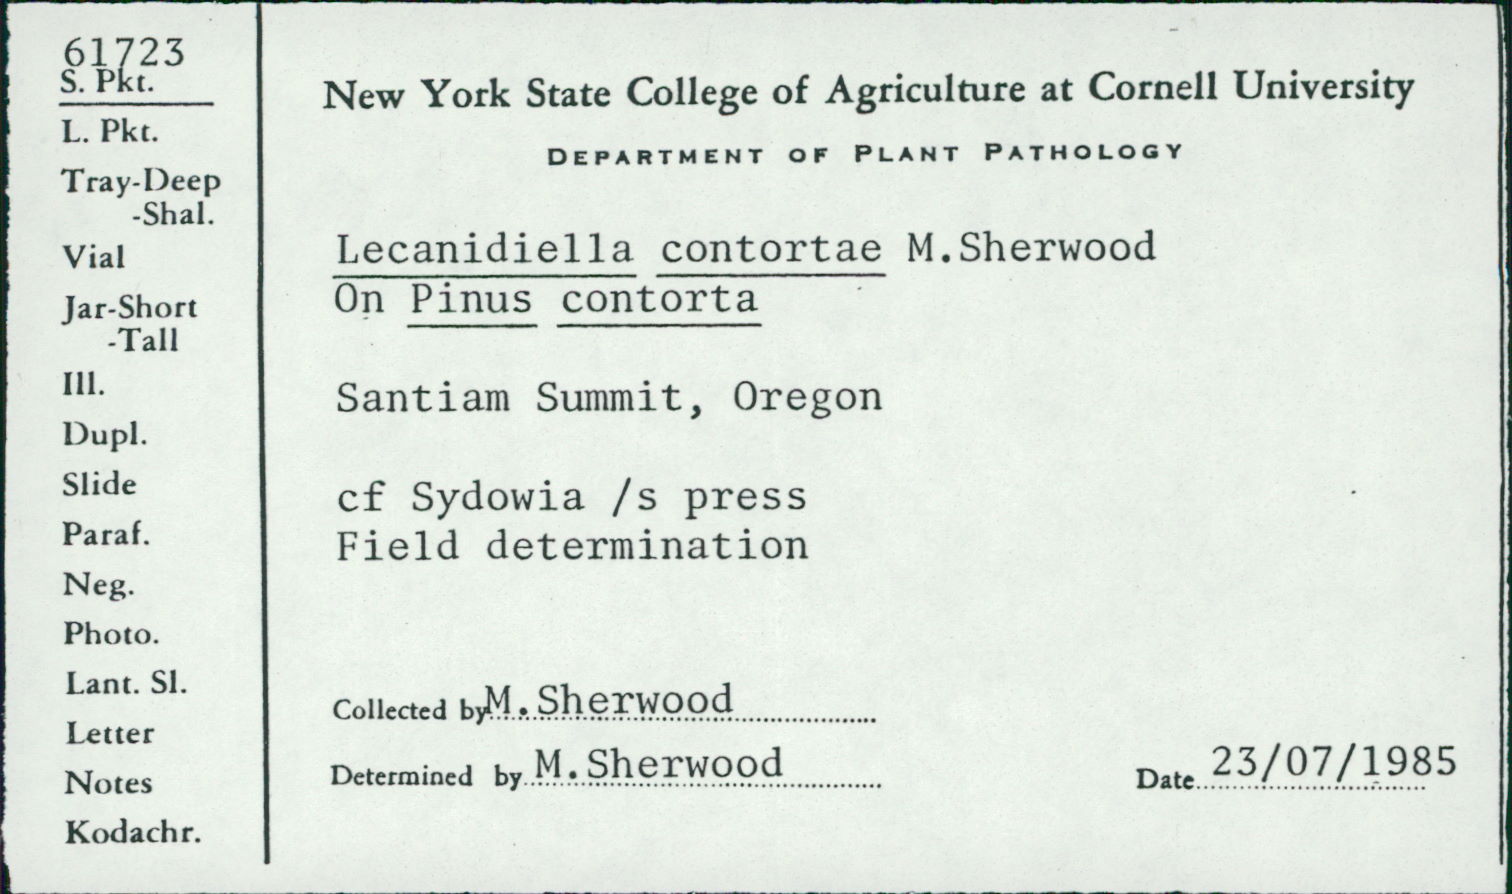 61723
S. Pkt.
L. Pkt.
Tray-Deep
-Shal.
Vial
Jar-Short
-Tall
Ill.
Dupl.
Slide
Paraf.
Neg.
Photo.
Lant. Sl.
Letter
Notes
Kodachr.
New York State College of Agriculture at Cornell University
DEPARTMENT OF PLANT PATHOLOGY
Lecanidiella contortae M.Sherwood
On Pinus contorta
Santiam Summit, Oregon
cf Sydowia /s press
Field determination
Collected by M.Sherwood
Determined by M.Sherwood
Date 23/07/1985